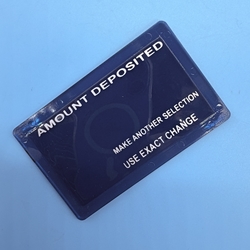 AMOUNT DEPOSITED
MAKE ANOTHER SELECTION
USE EXACT CHANGE